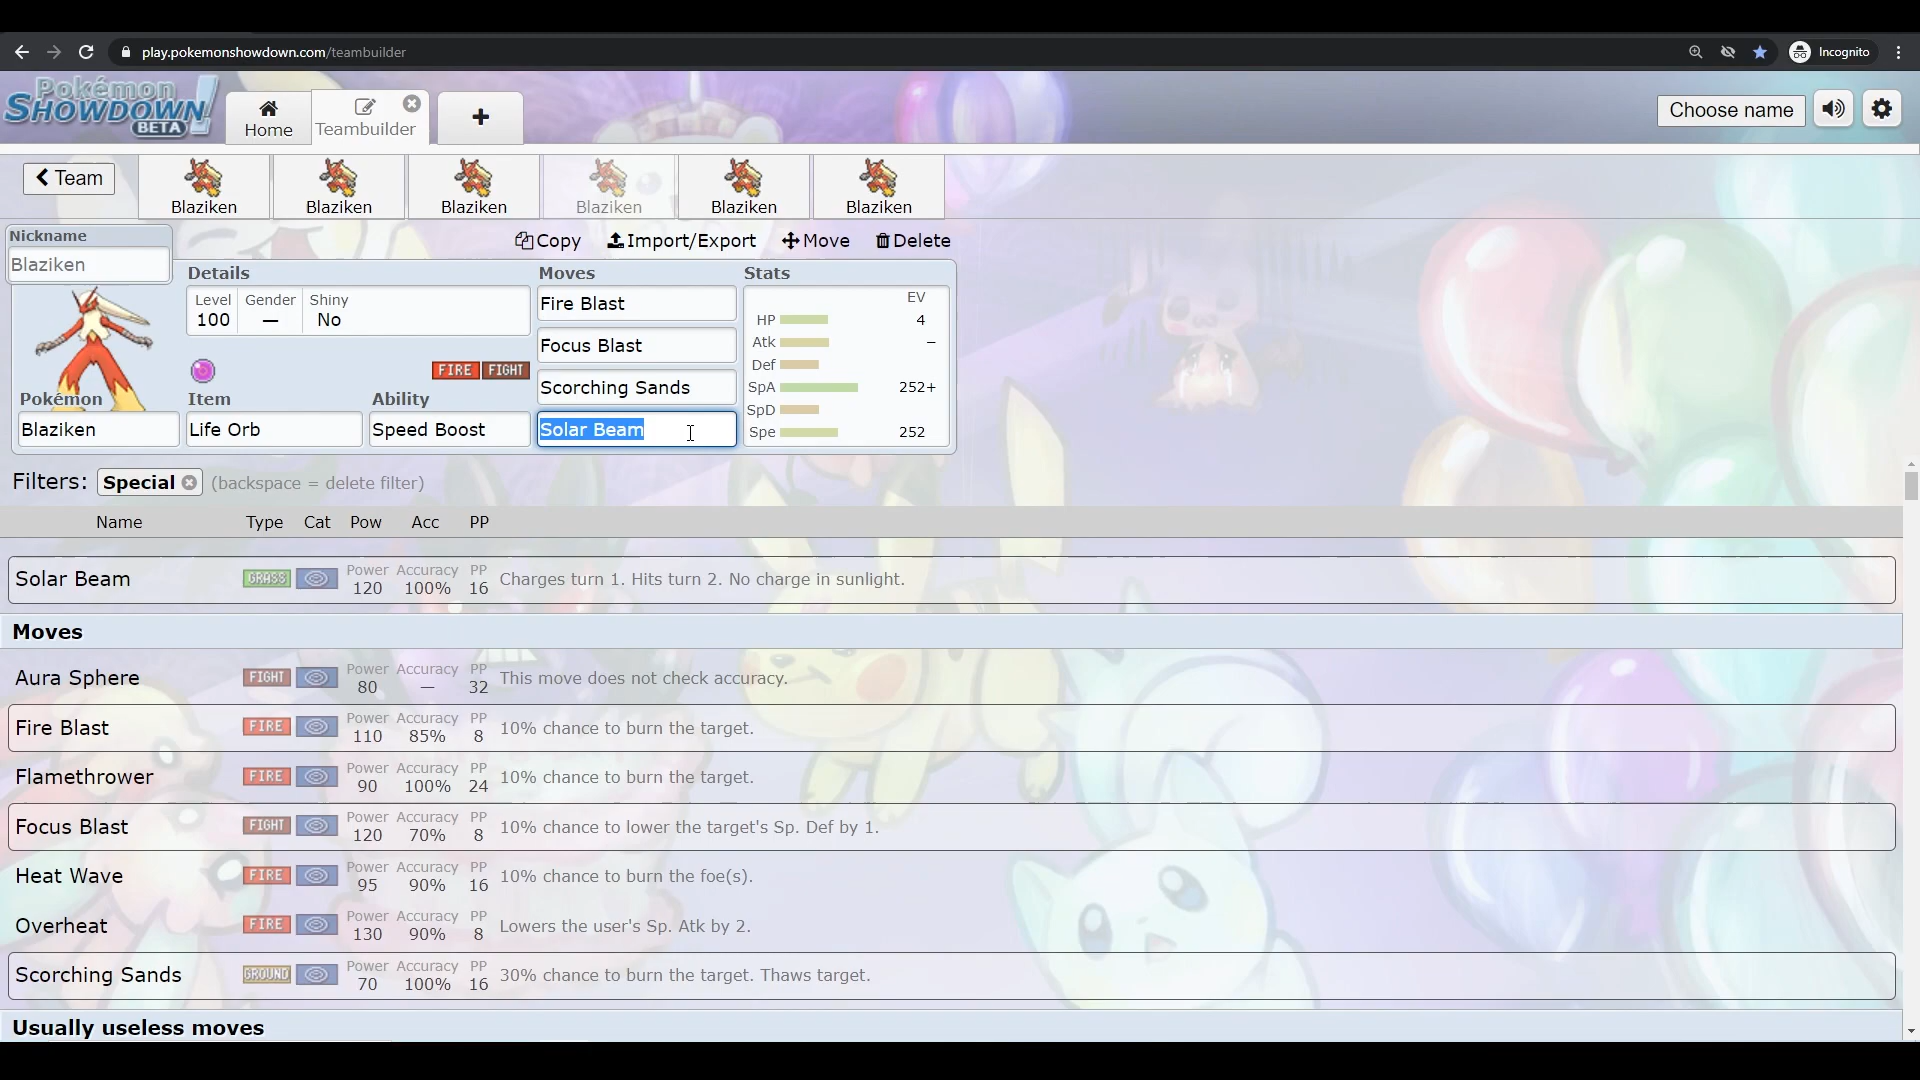 play.pokemonshowdown.com/teambuilder
Incognito
Pokémon
SHOWDOWN!
BETA
Home
Teambuilder
+
Choose name
Team
Blaziken
Blaziken
Blaziken
Blaziken
Blaziken
Blaziken
Nickname
Blaziken
Copy
Import/Export
Move
Delete
Details
Moves
Stats
Level
Gender
Shiny
100
—
No
FIRE FIGHT
Pokémon
Blaziken
Item
Life Orb
Ability
Speed Boost
Fire Blast
Focus Blast
Scorching Sands
Solar Beam
EV
HP 4
Atk –
Def
SpA 252+
SpD
Spe 252
Filters: Special (backspace = delete filter)
Name Type Cat Pow Acc PP
Solar Beam GRASS Power 120 Accuracy 100% PP 16 Charges turn 1. Hits turn 2. No charge in sunlight.
Moves
Aura Sphere FIGHT Power 80 Accuracy — PP 32 This move does not check accuracy.
Fire Blast FIRE Power 110 Accuracy 85% PP 8 10% chance to burn the target.
Flamethrower FIRE Power 90 Accuracy 100% PP 24 10% chance to burn the target.
Focus Blast FIGHT Power 120 Accuracy 70% PP 8 10% chance to lower the target's Sp. Def by 1.
Heat Wave FIRE Power 95 Accuracy 90% PP 16 10% chance to burn the foe(s).
Overheat FIRE Power 130 Accuracy 90% PP 8 Lowers the user's Sp. Atk by 2.
Scorching Sands GROUND Power 70 Accuracy 100% PP 16 30% chance to burn the target. Thaws target.
Usually useless moves